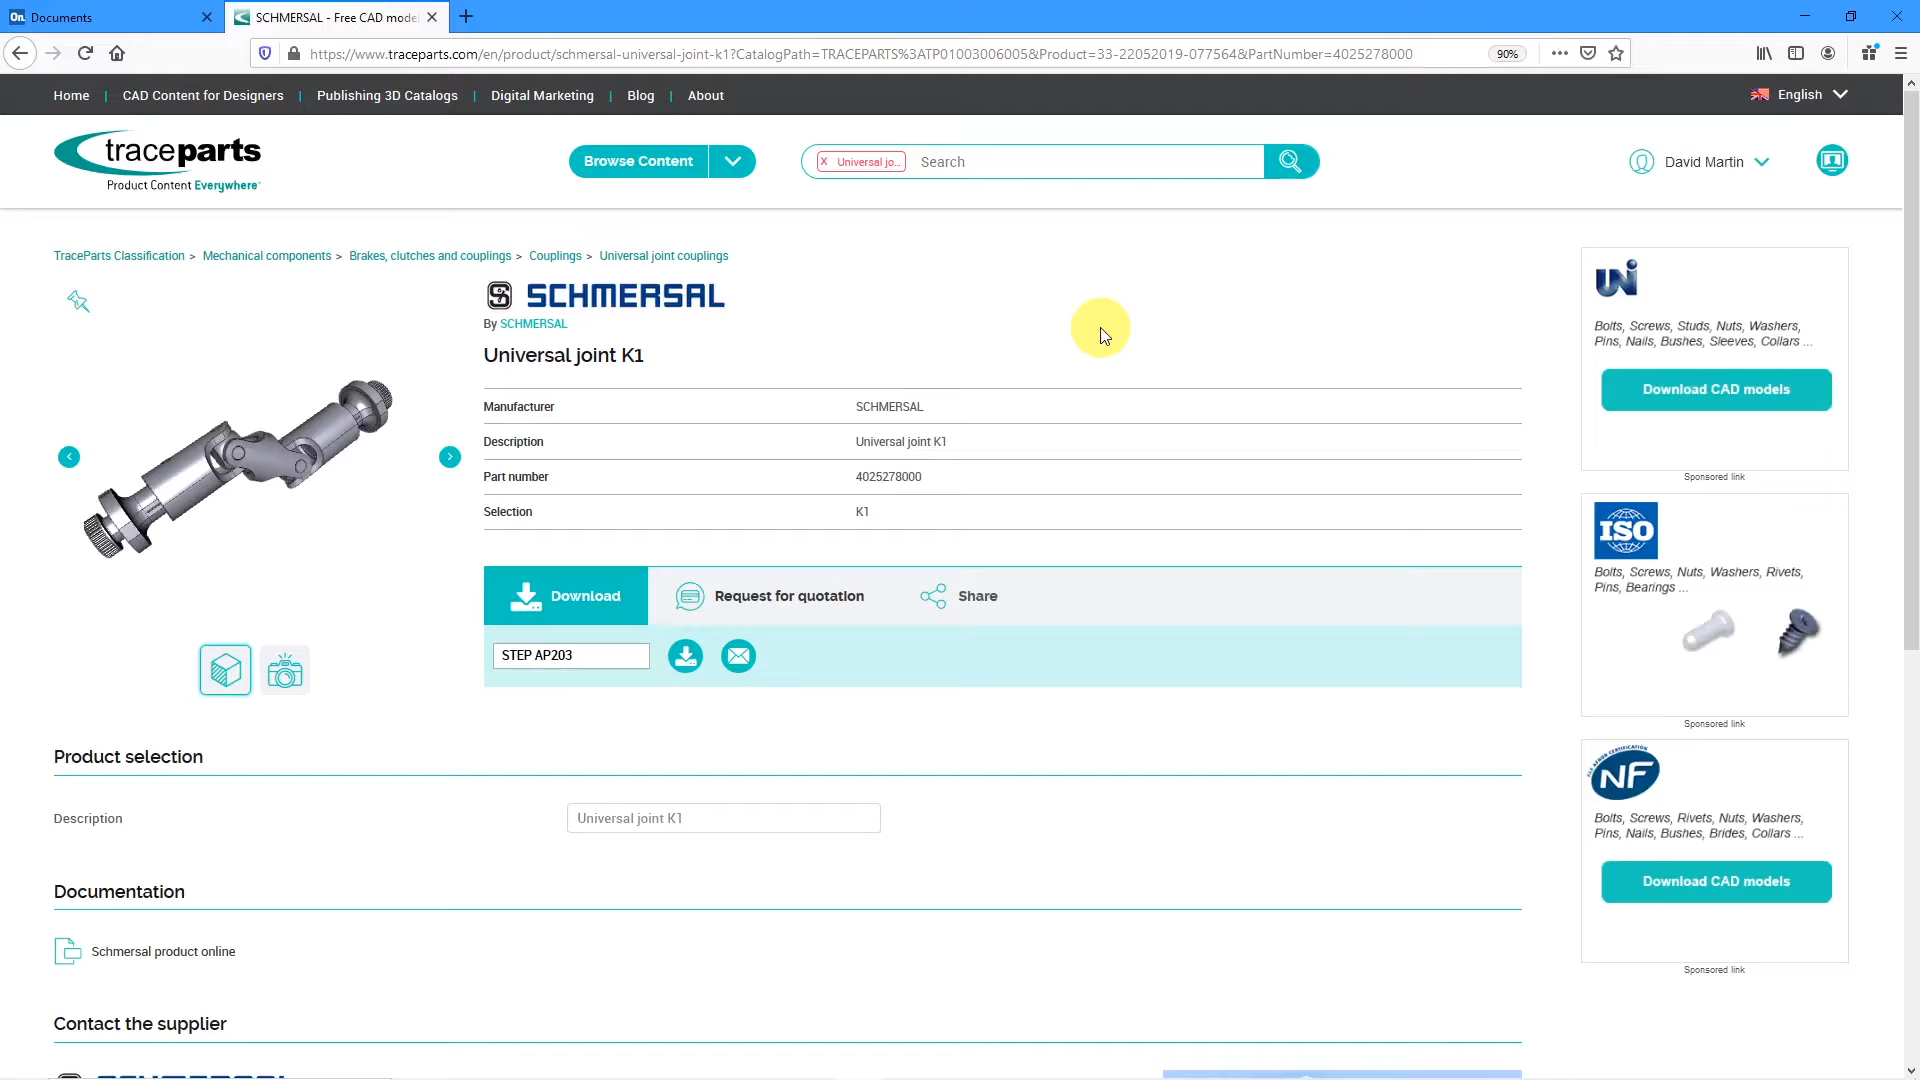 On. Documents
SCHMERSAL - Free CAD mode
https://www.traceparts.com/en/product/schmersal-universal-joint-k1?CatalogPath=TRACEPARTS%3ATP01003006005&Product=33-22052019-077564&PartNumber=4025278000
90%
Home | CAD Content for Designers | Publishing 3D Catalogs | Digital Marketing | Blog | About
English
traceparts
Product Content Everywhere
Browse Content
x Universal jo... Search
David Martin
TraceParts Classification > Mechanical components > Brakes, clutches and couplings > Couplings > Universal joint couplings
SCHMERSAL
By SCHMERSAL
Universal joint K1
Manufacturer SCHMERSAL
Description Universal joint K1
Part number 4025278000
Selection K1
Download Request for quotation Share
STEP AP203
Product selection
Description Universal joint K1
Documentation
Schmersal product online
Contact the supplier
UNI
Bolts, Screws, Studs, Nuts, Washers,
Pins, Nails, Bushes, Sleeves, Collars ...
Download CAD models
Sponsored link
ISO
Bolts, Screws, Nuts, Washers, Rivets,
Pins, Bearings ...
Sponsored link
NF
Bolts, Screws, Rivets, Nuts, Washers,
Pins, Nails, Bushes, Brides, Collars ...
Download CAD models
Sponsored link